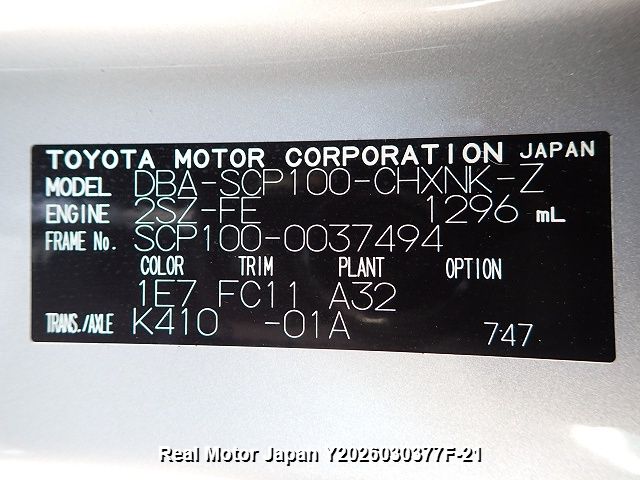 TOYOTA MOTOR CORPORATION JAPAN
MODEL DBA-SCP100-CHXNK-Z
ENGINE 2SZ-FE 1296 mL
FRAME No. SCP100-0037494
COLOR TRIM PLANT OPTION
1E7 FC11 A32
TRANS./AXLE K410 -01A 747
Real Motor Japan Y2026030377F-21